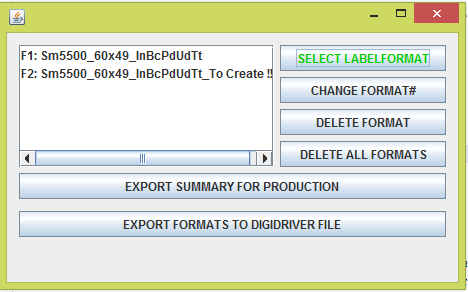 F1: Sm5500_60x49_InBcPdUdTt
F2: Sm5500_60x49_InBcPdUdTt_To Create !!
SELECT LABELFORMAT
CHANGE FORMAT#
DELETE FORMAT
DELETE ALL FORMATS
EXPORT SUMMARY FOR PRODUCTION
EXPORT FORMATS TO DIGIDRIVER FILE